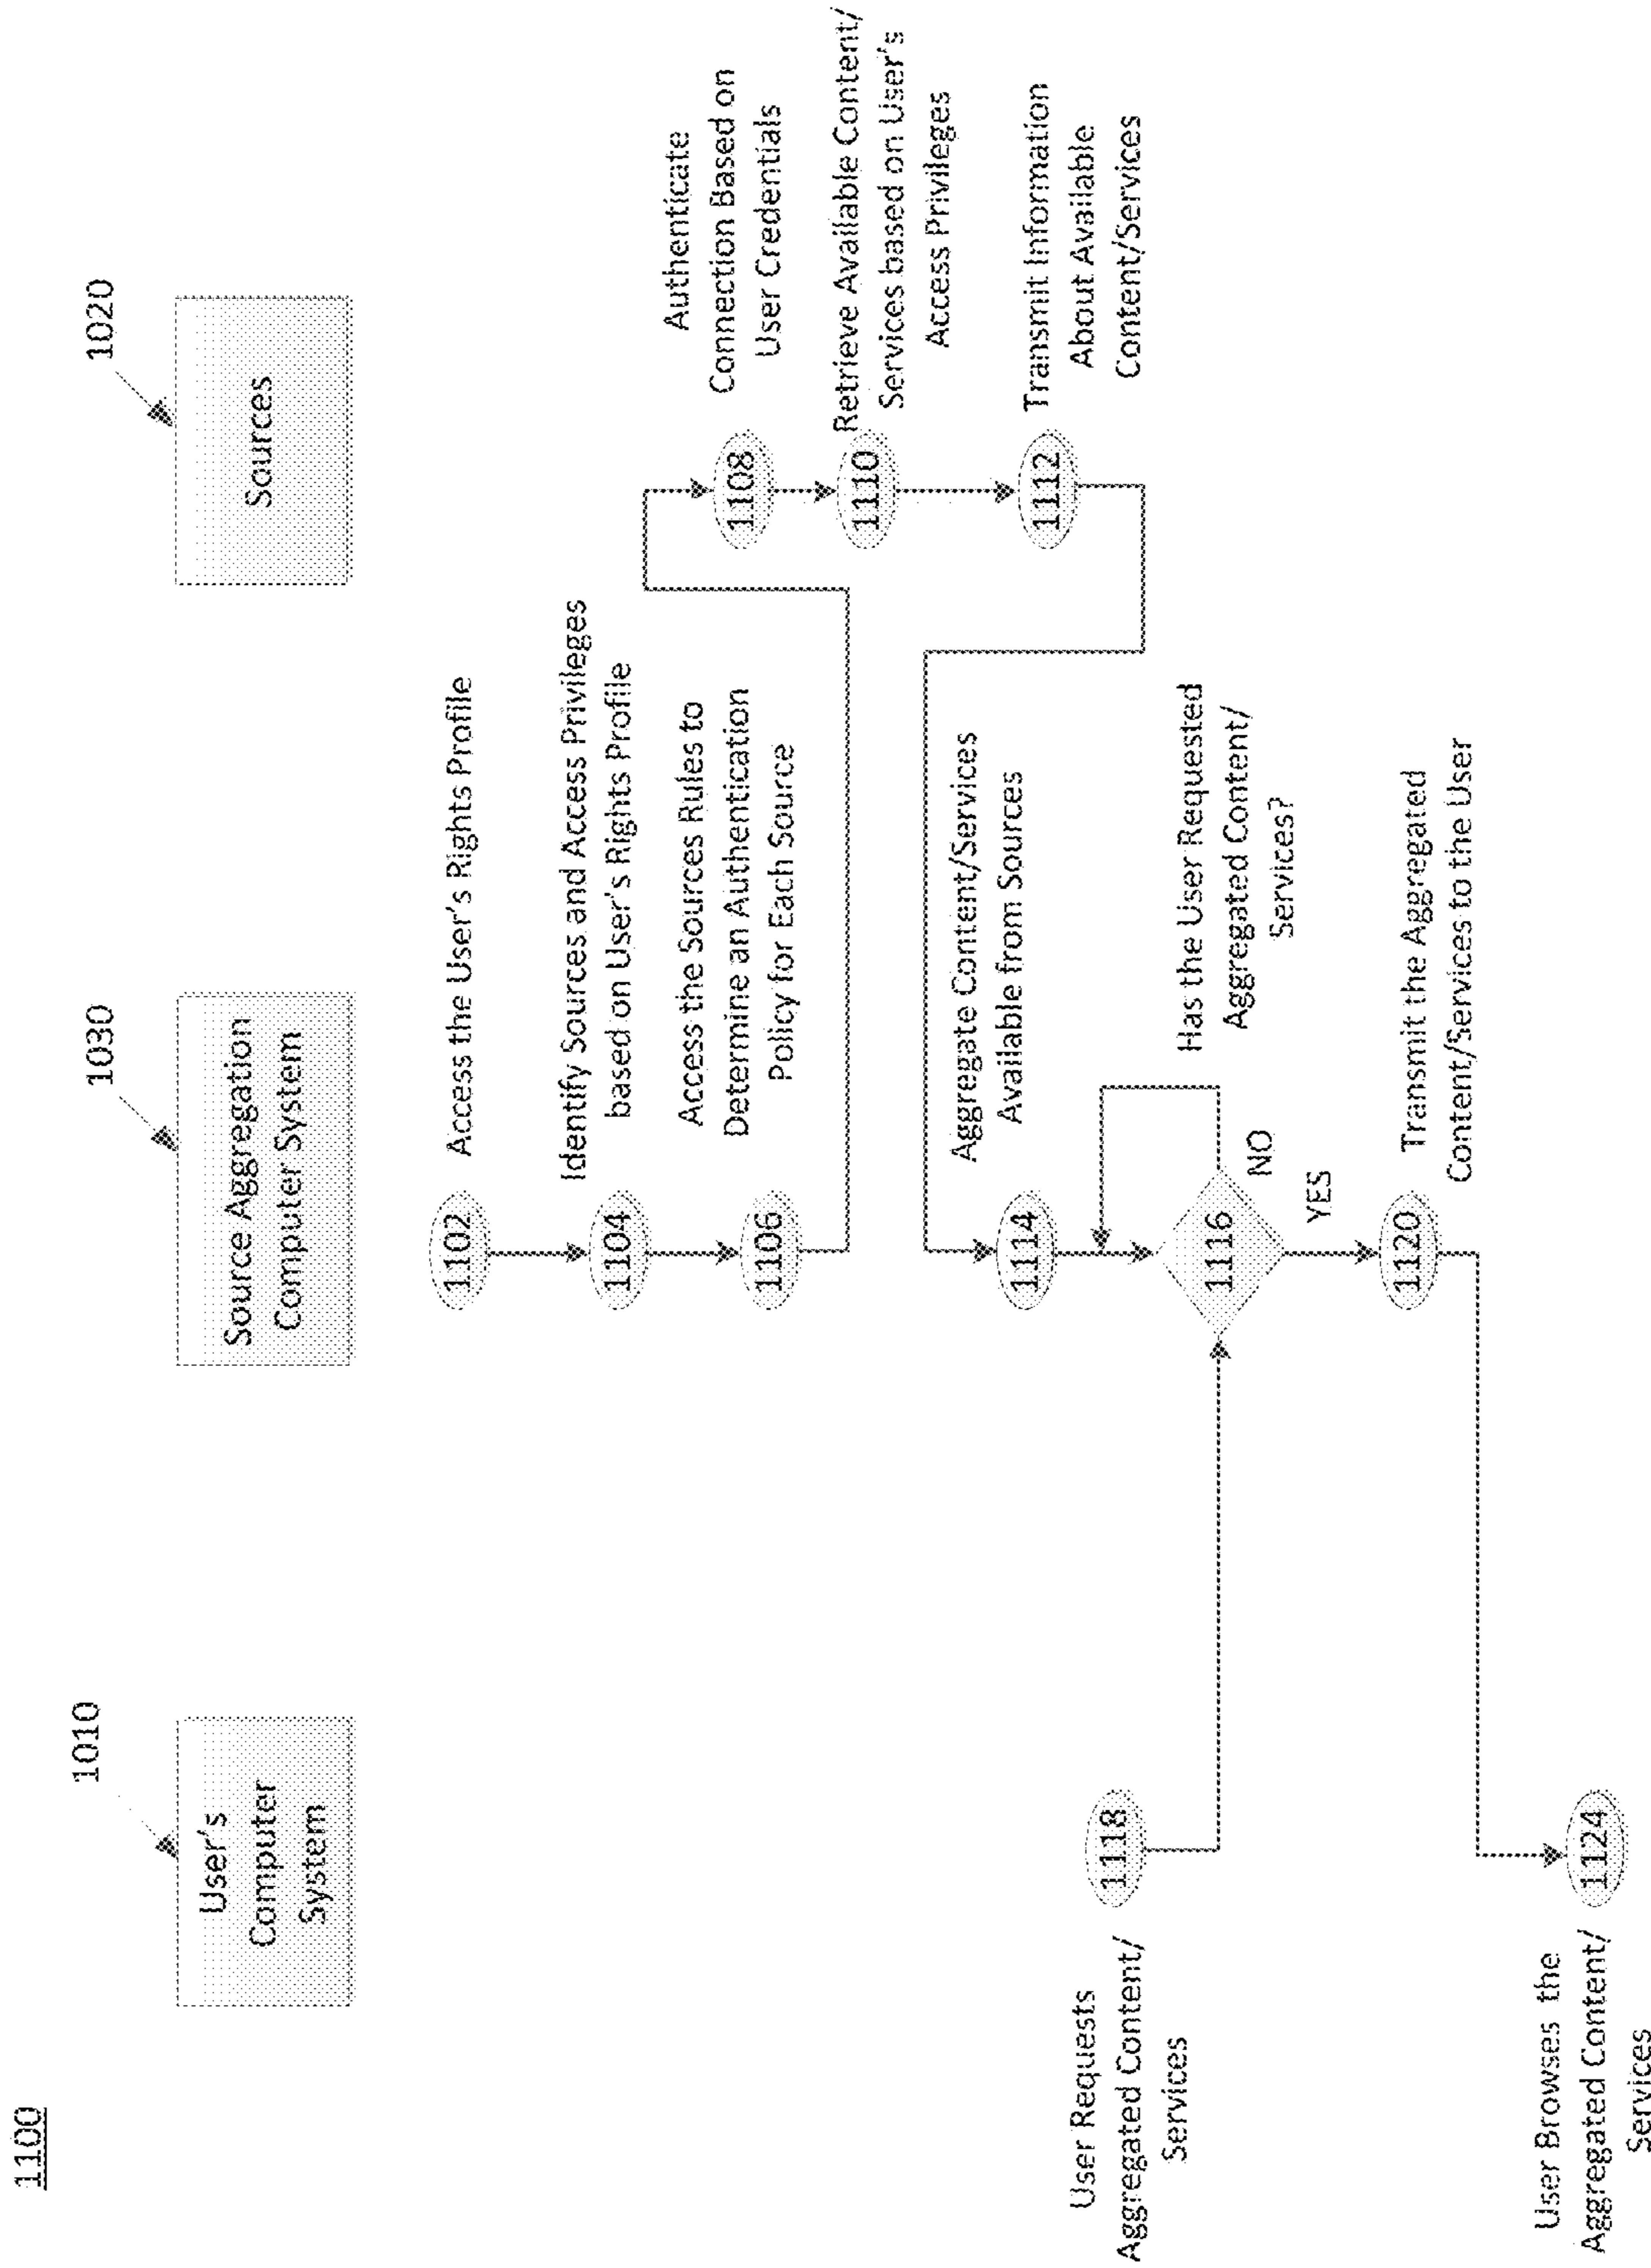 1100
1010
User's
Computer
System
1030
Source Aggregation
Computer System
1020
Sources
1102
Access the User's Rights Profile
1104
Identify Sources and Access Privileges
based on User's Rights Profile
1106
Access the Sources Rules to
Determine an Authentication
Policy for Each Source
1108
Authenticate
Connection Based on
User Credentials
1110
Retrieve Available Content/
Services based on User's
Access Privileges
1112
Transmit Information
About Available
Content/Services
1114
Aggregate Content/Services
Available from Sources
1118
User Requests
Aggregated Content/
Services
1116
Has the User Requested
Aggregated Content/
Services?
NO
YES
1120
Transmit the Aggregated
Content/Services to the User
1124
User Browses the
Aggregated Content/
Services